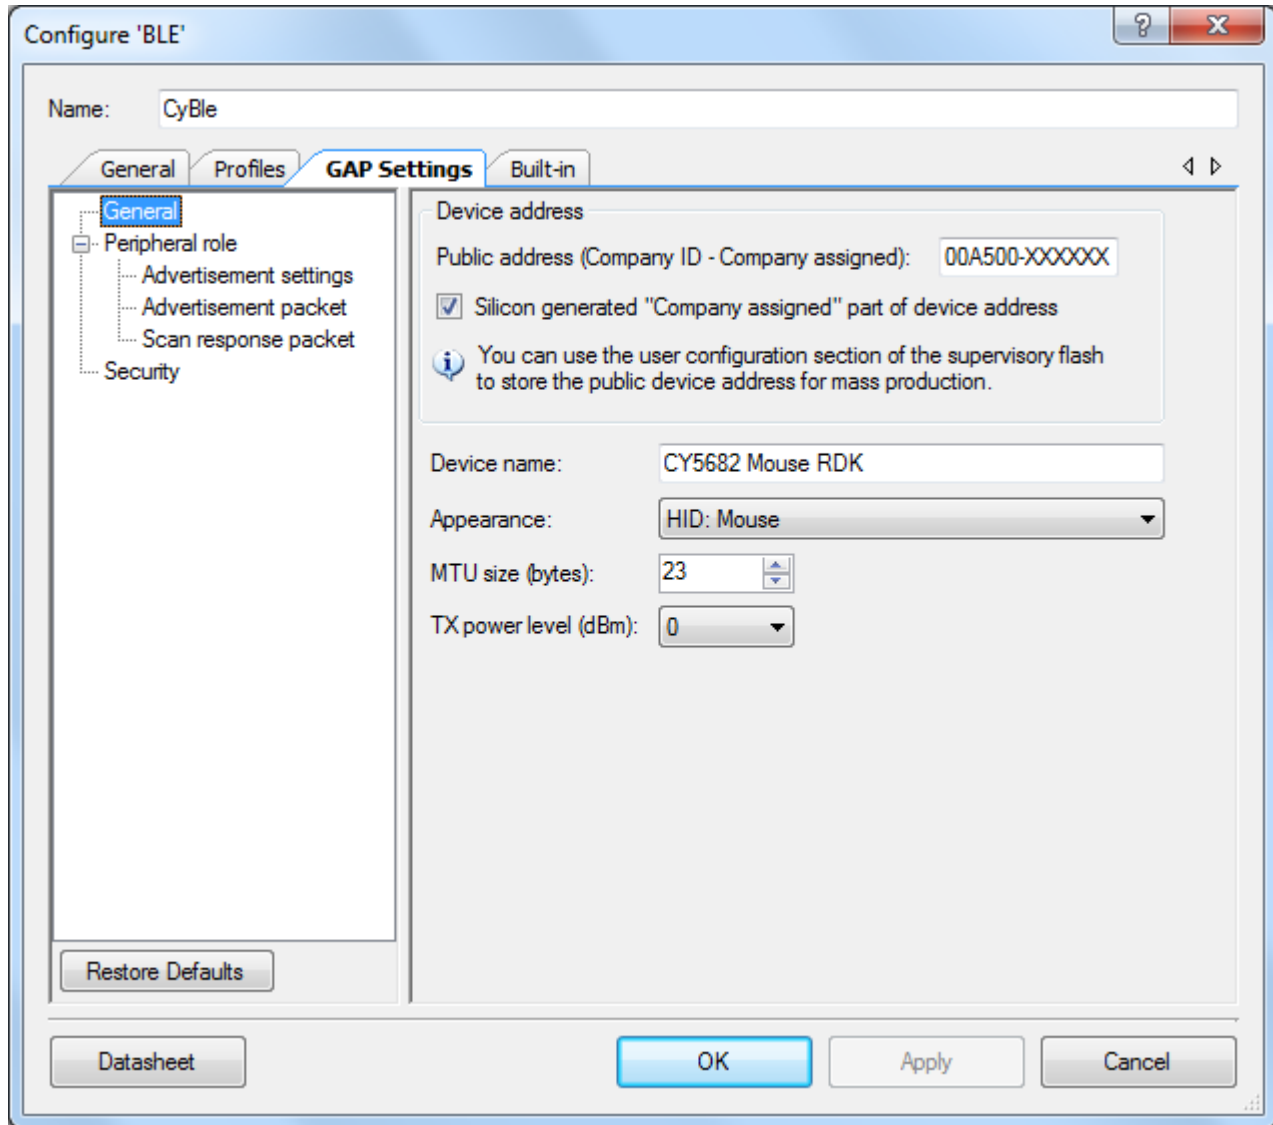 Configure 'BLE'
Name: CyBle
General Profiles GAP Settings Built-in
General
Peripheral role
Advertisement settings
Advertisement packet
Scan response packet
Security
Restore Defaults
Device address
Public address (Company ID - Company assigned): 00A500-XXXXXX
Silicon generated "Company assigned" part of device address
You can use the user configuration section of the supervisory flash
to store the public device address for mass production.
Device name: CY5682 Mouse RDK
Appearance: HID: Mouse
MTU size (bytes): 23
TX power level (dBm): 0
Datasheet OK Apply Cancel